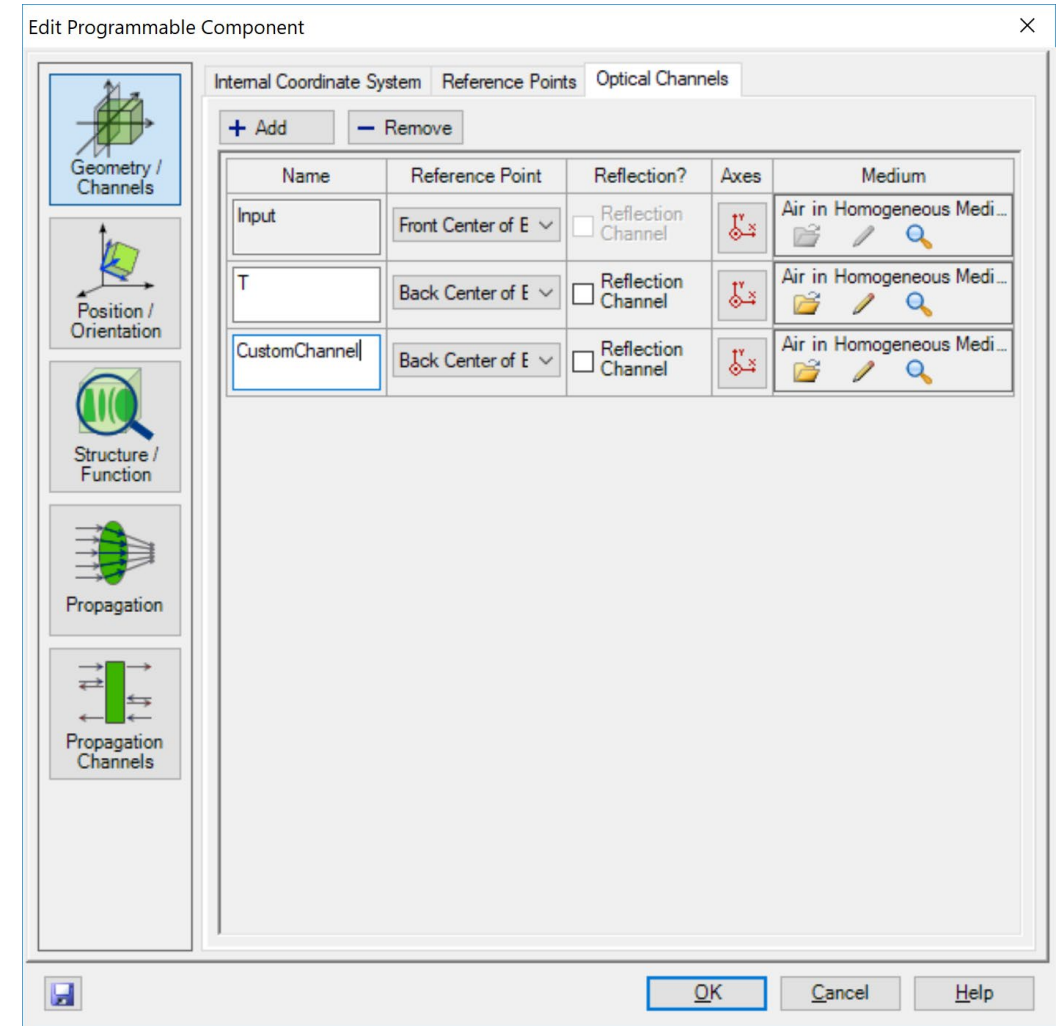 Edit Programmable Component
Internal Coordinate System Reference Points Optical Channels
+ Add − Remove
Name Reference Point Reflection? Axes Medium
Input Front Center of E Reflection Channel Air in Homogeneous Medi...
T Back Center of E Reflection Channel Air in Homogeneous Medi...
CustomChannel Back Center of E Reflection Channel Air in Homogeneous Medi...
Geometry /
Channels
Position /
Orientation
Structure /
Function
Propagation
Propagation
Channels
OK Cancel Help